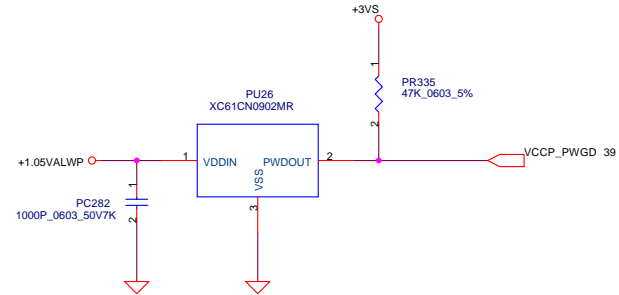 +3VS
1
PR335
47K_0603_5%
2
PU26
XC61CN0902MR
+1.05VALWP
1
VDDIN
PWDOUT
2
VCCP_PWGD 39
VSS
3
1
PC282
1000P_0603_50V7K
2